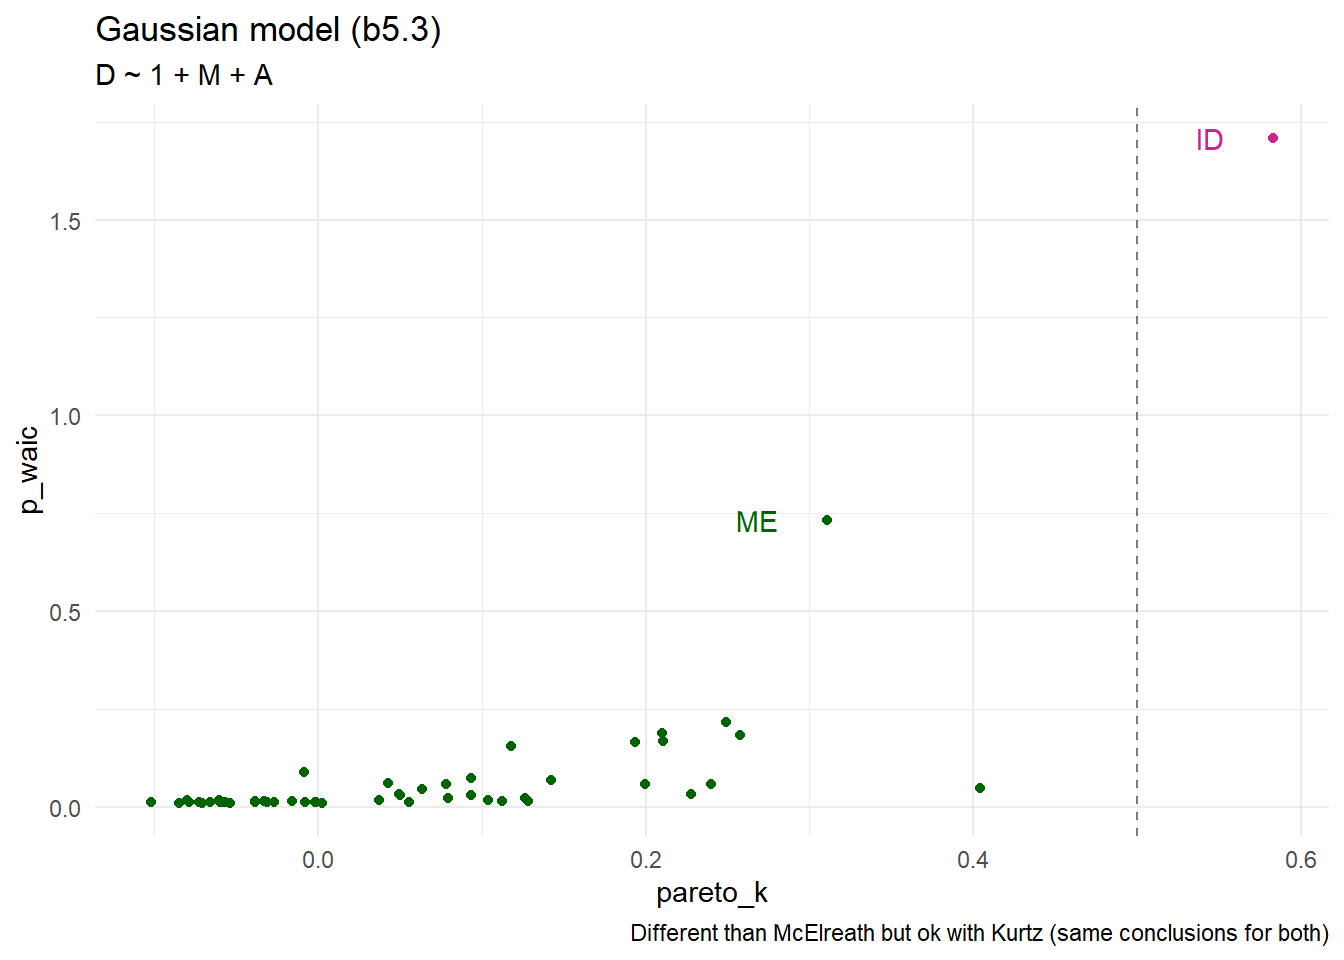 Gaussian model (b5.3)
D ~ 1 + M + A
ID
1.5
1.0
p_waic
ME
0.5
0.0
0.0 0.2 0.4 0.6
pareto_k
Different than McElreath but ok with Kurtz (same conclusions for both)